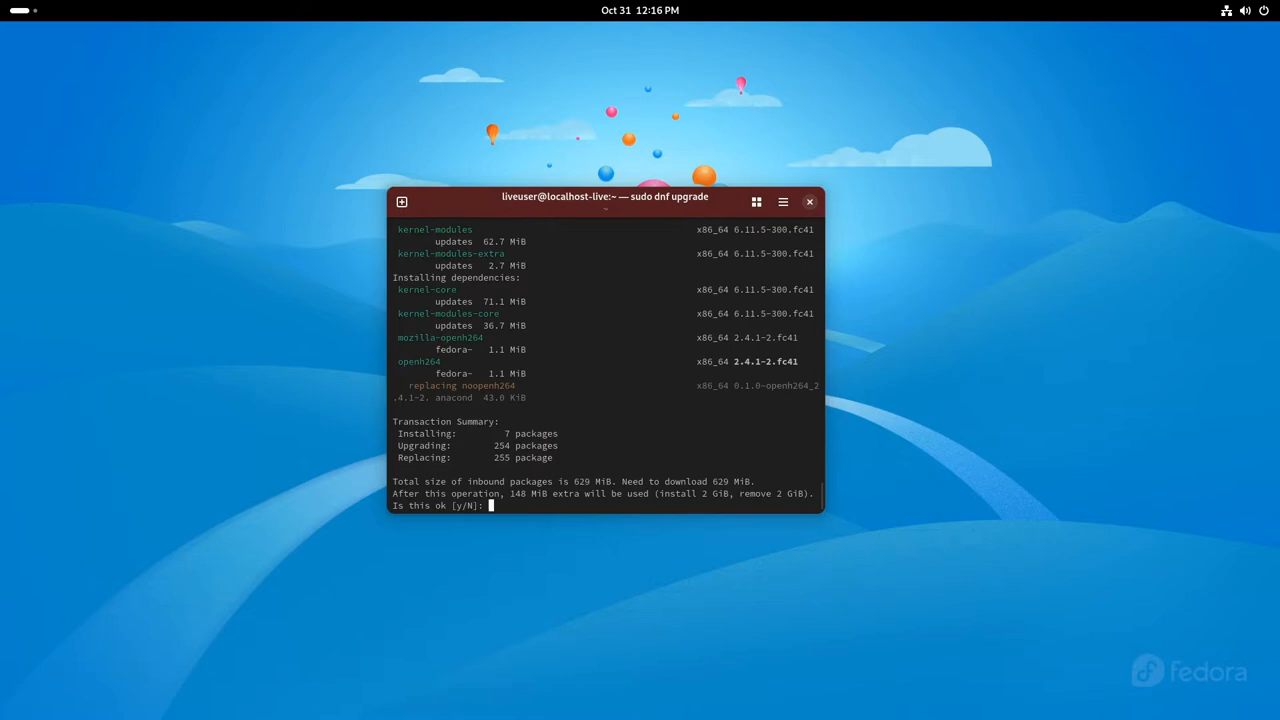 Oct 31 12:16 PM
liveuser@localhost-live:~ — sudo dnf upgrade
~
kernel-modules x86_64 6.11.5-300.fc41
updates 62.7 MiB
kernel-modules-extra x86_64 6.11.5-300.fc41
updates 2.7 MiB
Installing dependencies:
kernel-core x86_64 6.11.5-300.fc41
updates 71.1 MiB
kernel-modules-core x86_64 6.11.5-300.fc41
updates 36.7 MiB
mozilla-openh264 x86_64 2.4.1-2.fc41
fedora- 1.1 MiB
openh264 x86_64 2.4.1-2.fc41
fedora- 1.1 MiB
replacing noopenh264 x86_64 0.1.0~openh264_2
.4.1-2. anacond 43.0 KiB
Transaction Summary:
Installing: 7 packages
Upgrading: 254 packages
Replacing: 255 package
Total size of inbound packages is 629 MiB. Need to download 629 MiB.
After this operation, 148 MiB extra will be used (install 2 GiB, remove 2 GiB).
Is this ok [y/N]:
fedora